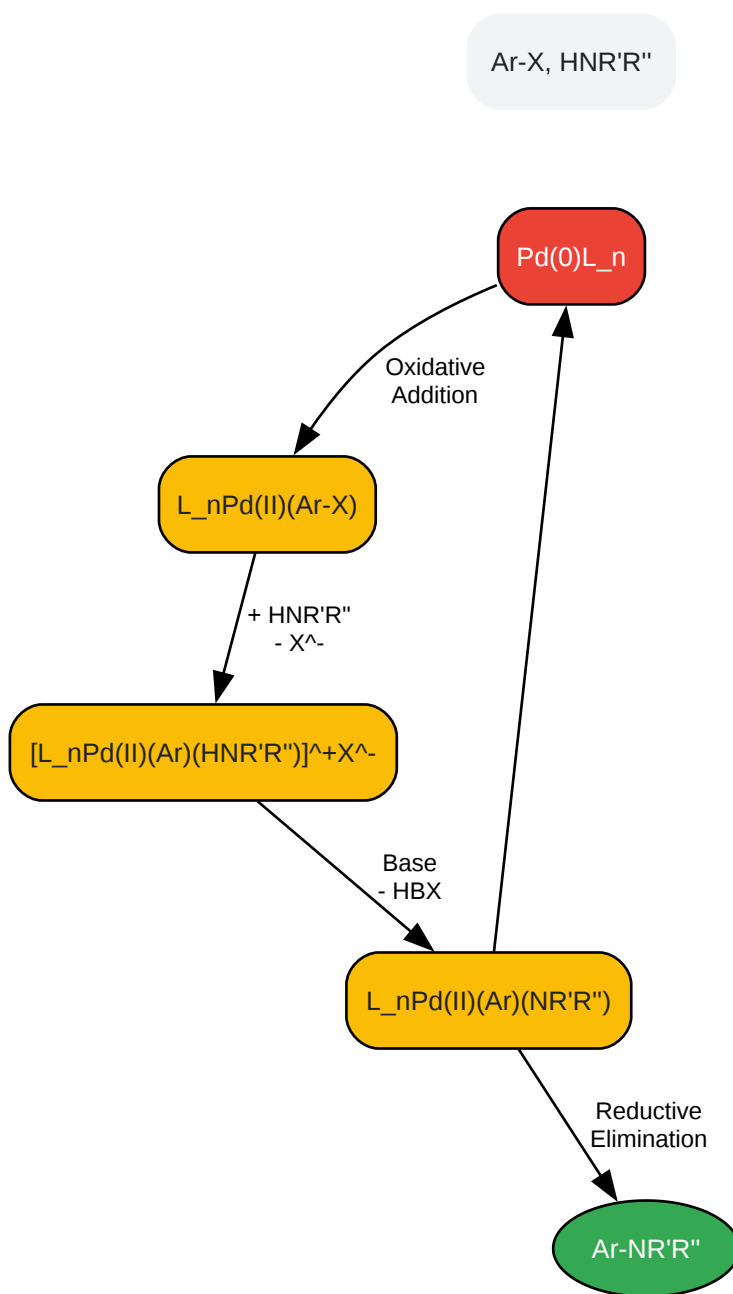 Ar-X, HNR'R"
Pd(0)L_n
Oxidative
Addition
L_nPd(II)(Ar-X)
+ HNR'R"
- X^-
[L_nPd(II)(Ar)(HNR'R")]^+X^-
Base
- HBX
L_nPd(II)(Ar)(NR'R")
Reductive
Elimination
Ar-NR'R"